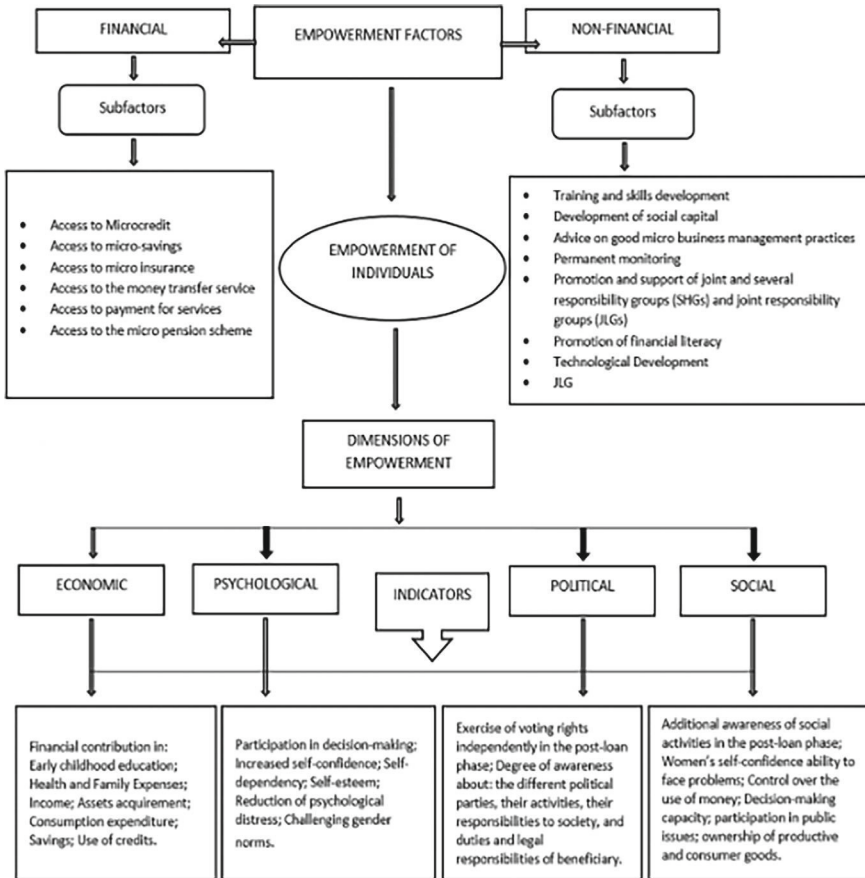 FINANCIAL
EMPOWERMENT FACTORS
NON-FINANCIAL
Subfactors
Subfactors
• Access to Microcredit
• Access to micro-savings
• Access to micro insurance
• Access to the money transfer service
• Access to payment for services
• Access to the micro pension scheme
EMPOWERMENT OF
INDIVIDUALS
• Training and skills development
• Development of social capital
• Advice on good micro business management practices
• Permanent monitoring
• Promotion and support of joint and several
responsibility groups (SHGs) and joint responsibility
groups (JLGs)
• Promotion of financial literacy
• Technological Development
• JLG
DIMENSIONS OF
EMPOWERMENT
ECONOMIC
PSYCHOLOGICAL
INDICATORS
POLITICAL
SOCIAL
Financial contribution in:
Early childhood education;
Health and Family Expenses;
Income; Assets acquirement;
Consumption expenditure;
Savings; Use of credits.
Participation in decision-making;
Increased self-confidence; Self-
dependency; Self-esteem;
Reduction of psychological
distress; Challenging gender
norms.
Exercise of voting rights
independently in the post-loan
phase; Degree of awareness
about: the different political
parties, their activities, their
responsibilities to society, and
duties and legal
responsibilities of beneficiary.
Additional awareness of social
activities in the post-loan phase;
Women's self-confidence ability to
face problems; Control over the
use of money; Decision-making
capacity; participation in public
issues; ownership of productive
and consumer goods.